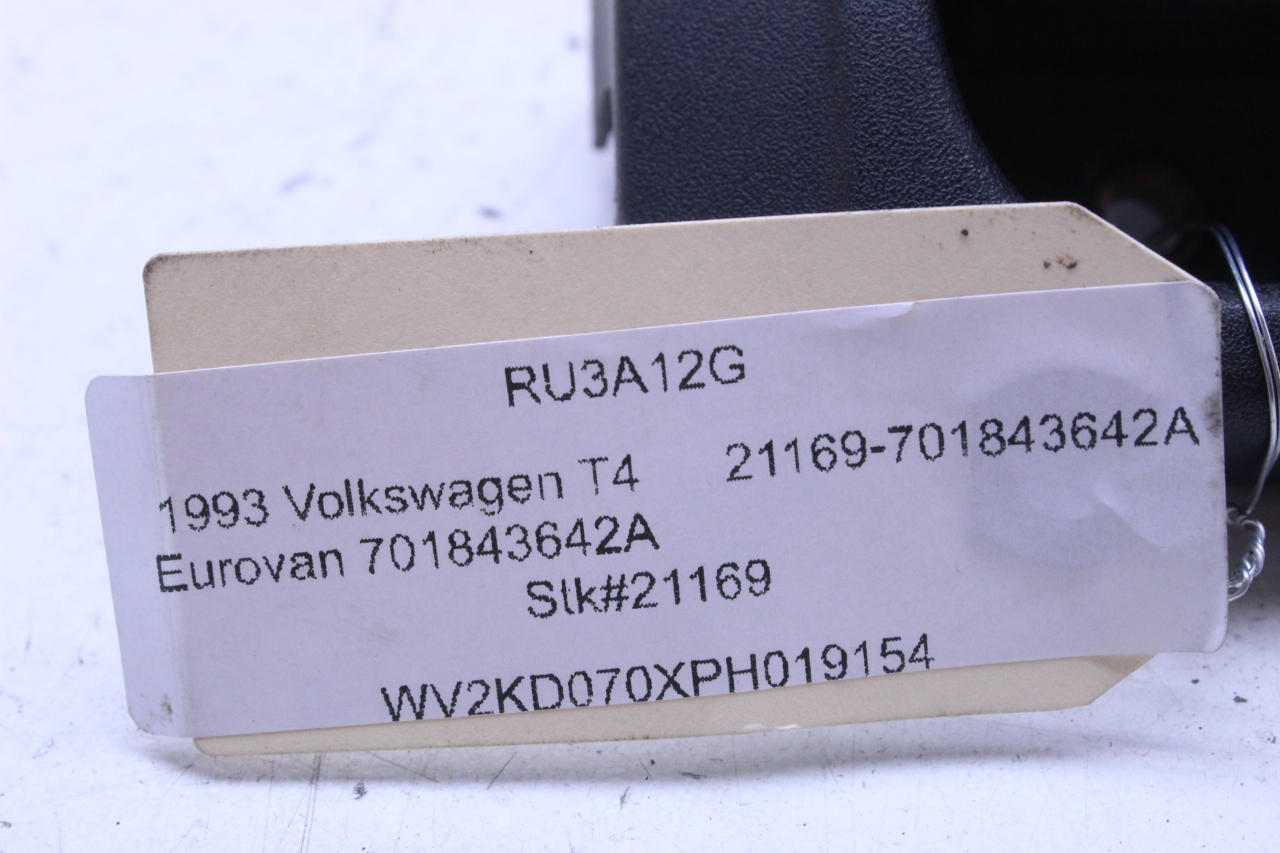 RU3A12G
1993 Volkswagen T4 21169-701843642A
Eurovan 701843642A
Stk#21169
WV2KD070XPH019154